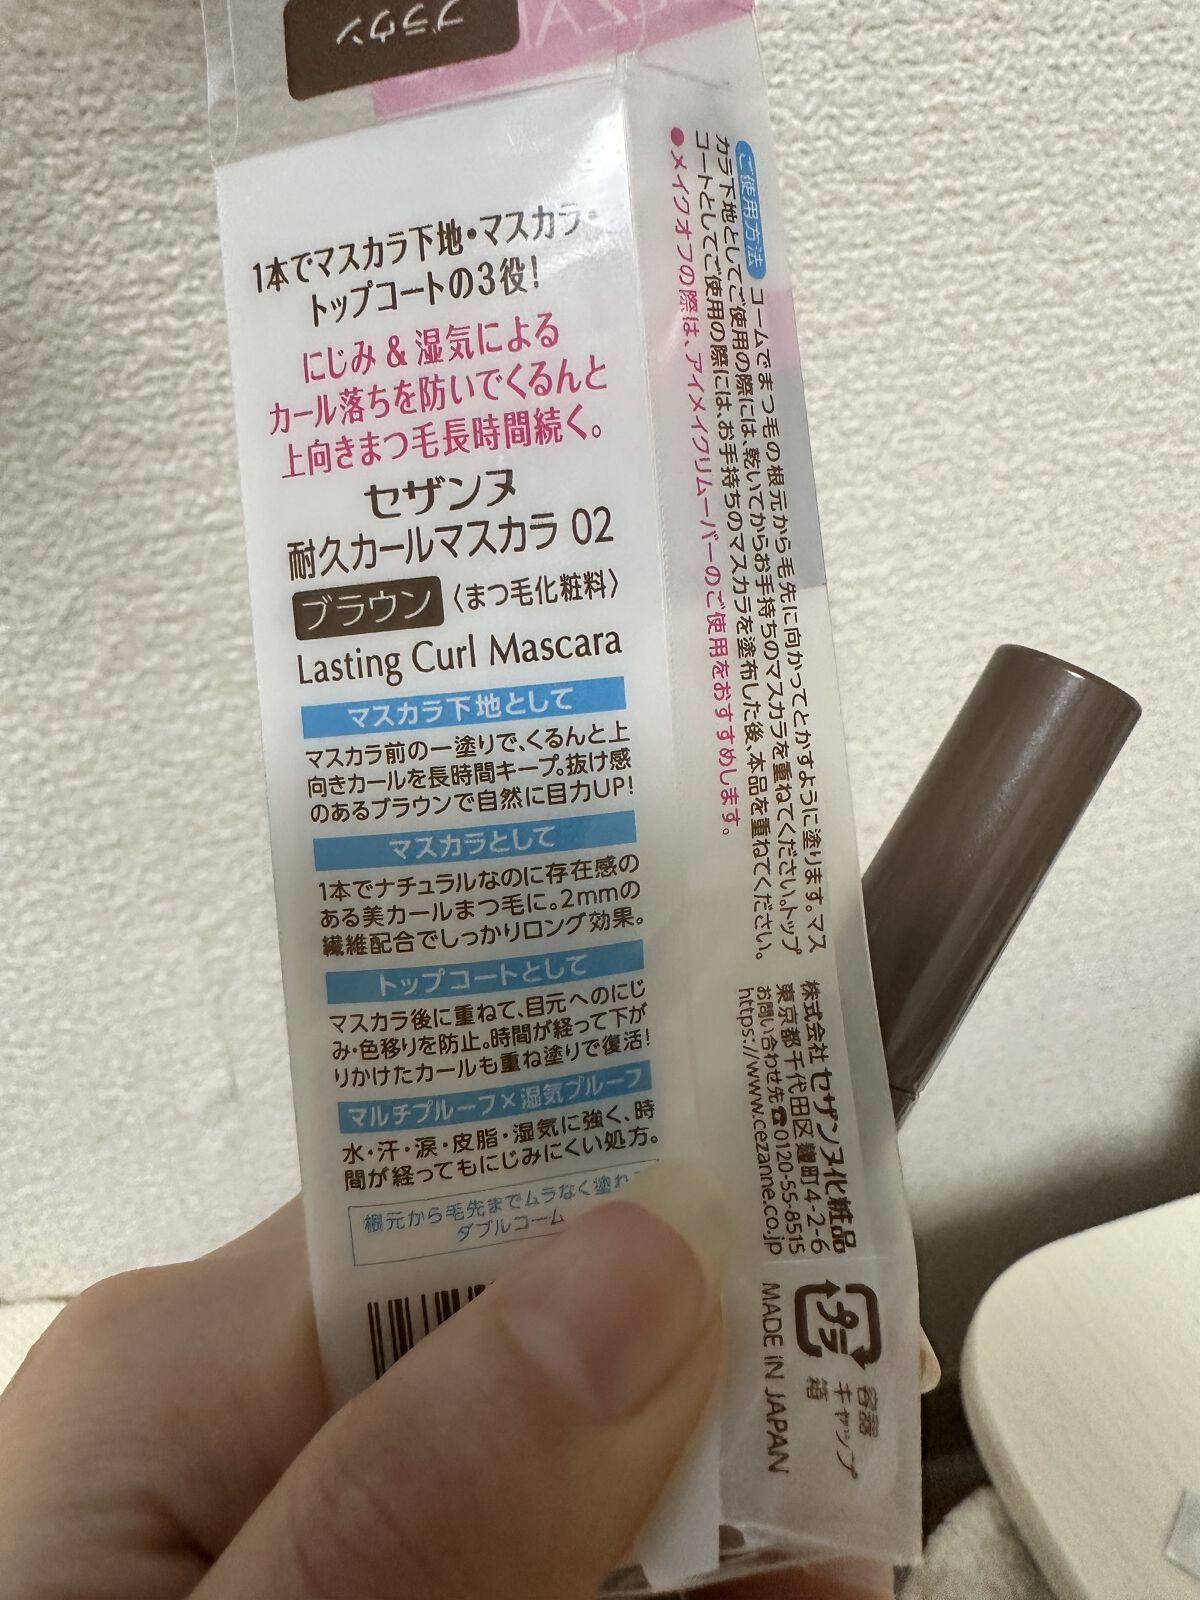 ブラウン
1本でマスカラ下地・マスカラ・
トップコートの3役!
にじみ & 湿気による
カール落ちを防いでくるんと
上向きまつ毛長時間続く。
セザンヌ
耐久カールマスカラ 02
ブラウン 〈まつ毛化粧料〉
Lasting Curl Mascara
マスカラ下地として
マスカラ前の一塗りで、くるんと上
向きカールを長時間キープ。抜け感
のあるブラウンで自然に目力UP!
マスカラとして
1本でナチュラルなのに存在感の
ある美カールまつ毛に。2mmの
繊維配合でしっかりロング効果。
トップコートとして
マスカラ後に重ねて、目元へのにじ
み・色移りを防止。時間が経って下が
りかけたカールも重ね塗りで復活!
マルチプルーフ×湿気プルーフ
水・汗・涙・皮脂・湿気に強く、時
間が経ってもにじみにくい処方。
根元から毛先までムラなく塗れ
ダブルコーム
ご使用方法 コームでまつ毛の根元から毛先に向かってとかすように塗ります。マス
カラ下地としてご使用の際には、乾いてからお手持ちのマスカラを重ねてください。トップ
コートとしてご使用の際には、お手持ちのマスカラを塗布した後、本品を重ねてください。
●メイクオフの際は、アイメイクリムーバーのご使用をおすすめします。
株式会社 セザンヌ化粧品
東京都千代田区麹町4-2-6
お問い合わせ先☎0120-55-8515
https://www.cezanne.co.jp
プラ
容器
キャップ
箱
MADE IN JAPAN